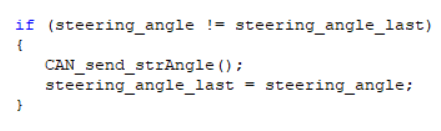 if (steering_angle != steering_angle_last)
{
CAN_send_strAngle();
steering_angle_last = steering_angle;
}